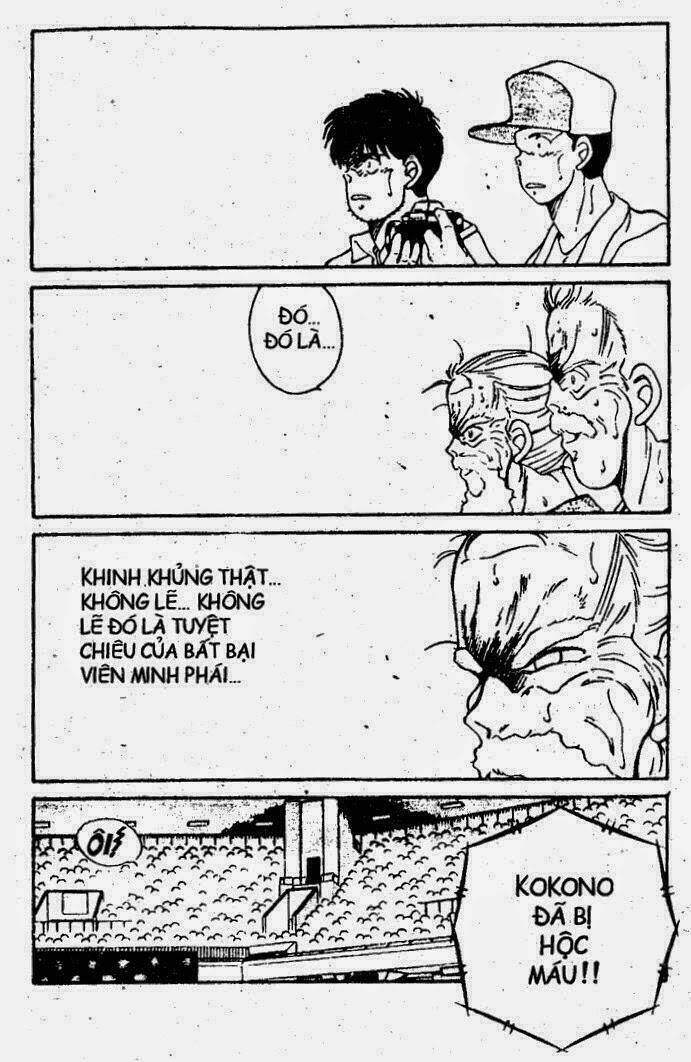 ĐÓ...
ĐÓ LÀ...
KHINH KHỦNG THẬT...
KHÔNG LẼ... KHÔNG
LẼ ĐÓ LÀ TUYỆT
CHIÊU CỦA BẤT BẠI
VIÊN MINH PHÁI...
ÔI!
KOKONO
ĐÃ BỊ
HỘC
MÁU!!